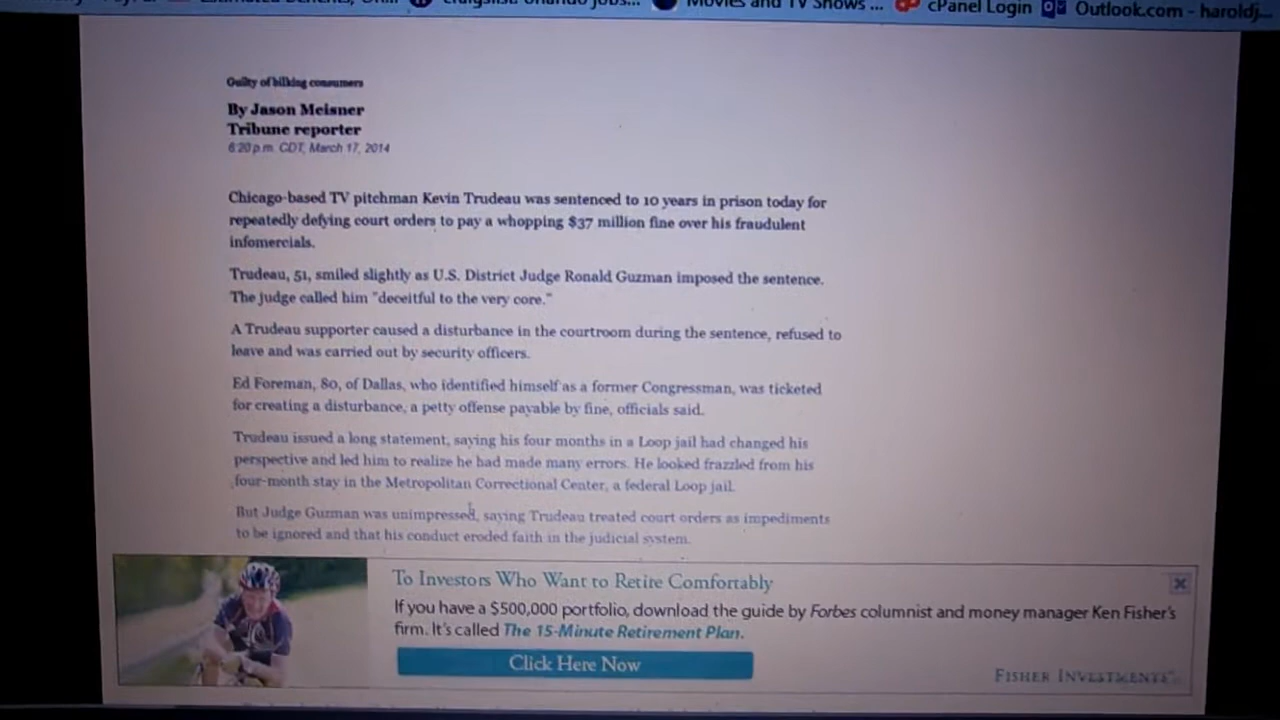 Craigslist Orlando jobs...
Movies and TV Shows ...
cPanel Login
Outlook.com - haroldj...
Guilty of bilking consumers
By Jason Meisner
Tribune reporter
6:20 p.m. CDT, March 17, 2014
Chicago-based TV pitchman Kevin Trudeau was sentenced to 10 years in prison today for
repeatedly defying court orders to pay a whopping $37 million fine over his fraudulent
infomercials.
Trudeau, 51, smiled slightly as U.S. District Judge Ronald Guzman imposed the sentence.
The judge called him "deceitful to the very core."
A Trudeau supporter caused a disturbance in the courtroom during the sentence, refused to
leave and was carried out by security officers.
Ed Foreman, 80, of Dallas, who identified himself as a former Congressman, was ticketed
for creating a disturbance, a petty offense payable by fine, officials said.
Trudeau issued a long statement, saying his four months in a Loop jail had changed his
perspective and led him to realize he had made many errors. He looked frazzled from his
four-month stay in the Metropolitan Correctional Center, a federal Loop jail.
But Judge Guzman was unimpressed, saying Trudeau treated court orders as impediments
to be ignored and that his conduct eroded faith in the judicial system.
To Investors Who Want to Retire Comfortably
If you have a $500,000 portfolio, download the guide by Forbes columnist and money manager Ken Fisher's
firm. It's called The 15-Minute Retirement Plan.
Click Here Now
FISHER INVESTMENTS